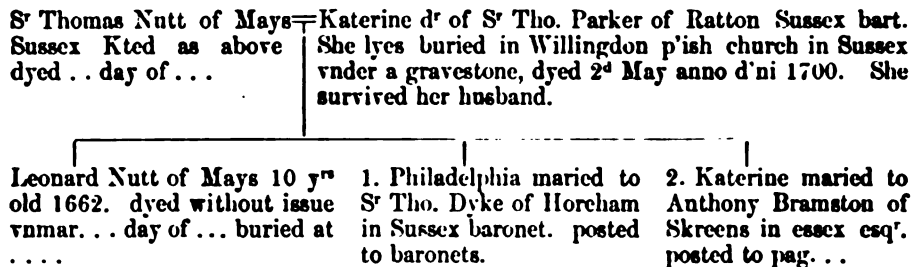 Sʳ Thomas Nutt of Mays
Sussex Kted as above
dyed . . day of . . .
Katerine dʳ of Sʳ Tho. Parker of Ratton Sussex bart.
She lyes buried in Willingdon p'ish church in Sussex
vnder a gravestone, dyed 2ᵈ May anno d'ni 1700. She
survived her husband.
Leonard Nutt of Mays 10 yʳˢ
old 1662. dyed without issue
vnmar. . . day of ... buried at
. . . .
1. Philadelphia maried to
Sʳ Tho. Dyke of Horcham
in Sussex baronet. posted
to baronets.
2. Katerine maried to
Anthony Bramston of
Skreens in essex esqʳ.
posted to pag. . .